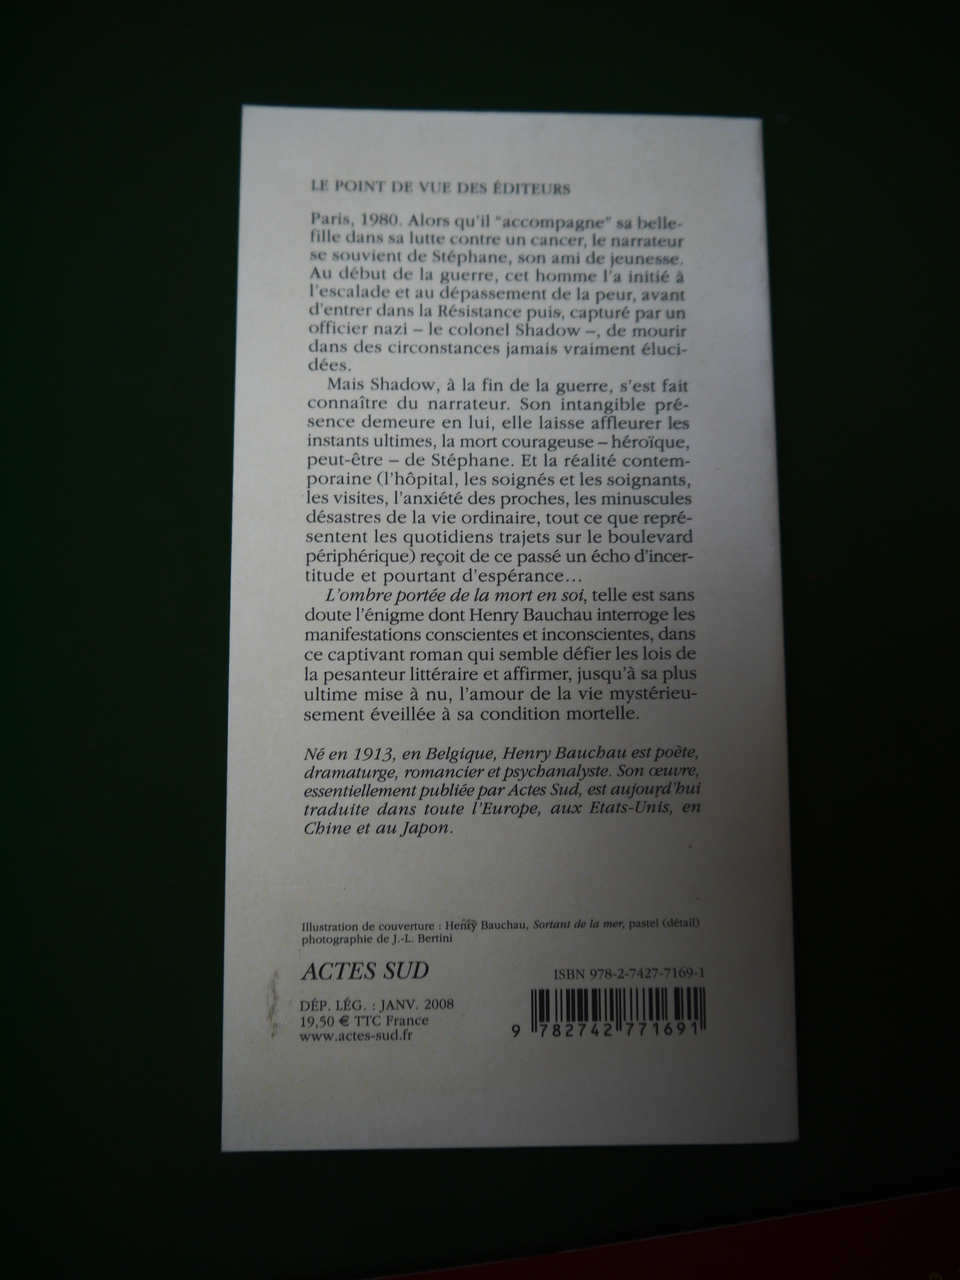 LE POINT DE VUE DES ÉDITEURS
Paris, 1980. Alors qu'il "accompagne" sa belle-
fille dans sa lutte contre un cancer, le narrateur
se souvient de Stéphane, son ami de jeunesse.
Au début de la guerre, cet homme l'a initié à
l'escalade et au dépassement de la peur, avant
d'entrer dans la Résistance puis, capturé par un
officier nazi – le colonel Shadow –, de mourir
dans des circonstances jamais vraiment éluci-
dées.
Mais Shadow, à la fin de la guerre, s'est fait
connaître du narrateur. Son intangible pré-
sence demeure en lui, elle laisse affleurer les
instants ultimes, la mort courageuse – héroïque,
peut-être – de Stéphane. Et la réalité contem-
poraine (l'hôpital, les soignés et les soignants,
les visites, l'anxiété des proches, les minuscules
désastres de la vie ordinaire, tout ce que repré-
sentent les quotidiens trajets sur le boulevard
périphérique) reçoit de ce passé un écho d'incer-
titude et pourtant d'espérance…
L'ombre portée de la mort en soi, telle est sans
doute l'énigme dont Henry Bauchau interroge les
manifestations conscientes et inconscientes, dans
ce captivant roman qui semble défier les lois de
la pesanteur littéraire et affirmer, jusqu'à sa plus
ultime mise à nu, l'amour de la vie mystérieu-
sement éveillée à sa condition mortelle.
Né en 1913, en Belgique, Henry Bauchau est poète,
dramaturge, romancier et psychanalyste. Son œuvre,
essentiellement publiée par Actes Sud, est aujourd'hui
traduite dans toute l'Europe, aux Etats-Unis, en
Chine et au Japon.
Illustration de couverture : Henry Bauchau, Sortant de la mer, pastel (détail)
photographie de J.-L. Bertini
ACTES SUD
ISBN 978-2-7427-7169-1
DÉP. LÉG. : JANV. 2008
19,50 € TTC France
www.actes-sud.fr
9 782742 771691